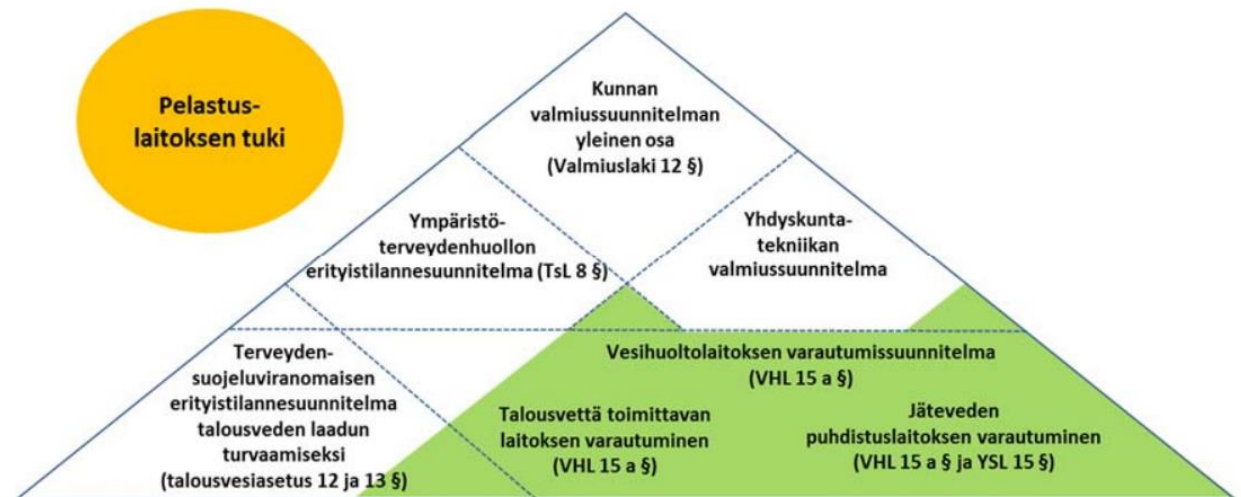 Pelastus-
laitoksen tuki
Kunnan
valmiussuunnitelman
yleinen osa
(Valmiuslaki 12 §)
Ympäristö-
terveydenhuollon
erityistilannesuunnitelma (TsL 8 §)
Yhdyskunta-
tekniikan
valmiussuunnitelma
Terveyden-
suojeluviranomaisen
erityistilannesuunnitelma
talousveden laadun
turvaamiseksi
(talousvesiasetus 12 ja 13 §)
Vesihuoltolaitoksen varautumissuunnitelma
(VHL 15 a §)
Talousvettä toimittavan
laitoksen varautuminen
(VHL 15 a §)
Jäteveden
puhdistuslaitoksen varautuminen
(VHL 15 a § ja YSL 15 §)